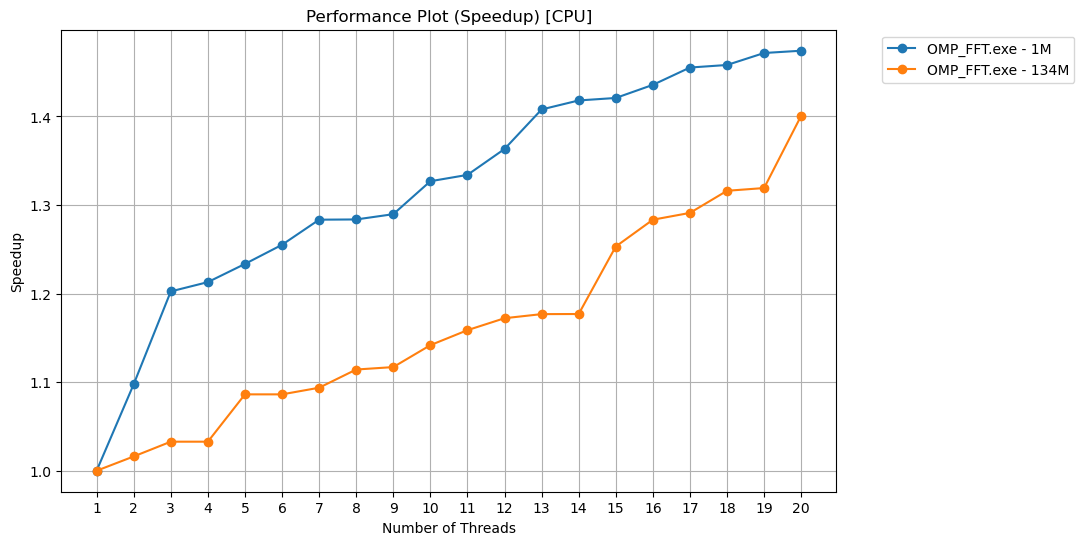 Performance Plot (Speedup) [CPU]
OMP_FFT.exe - 1M
OMP_FFT.exe - 134M
Speedup
1.4
1.3
1.2
1.1
1.0
1 2 3 4 5 6 7 8 9 10 11 12 13 14 15 16 17 18 19 20
Number of Threads